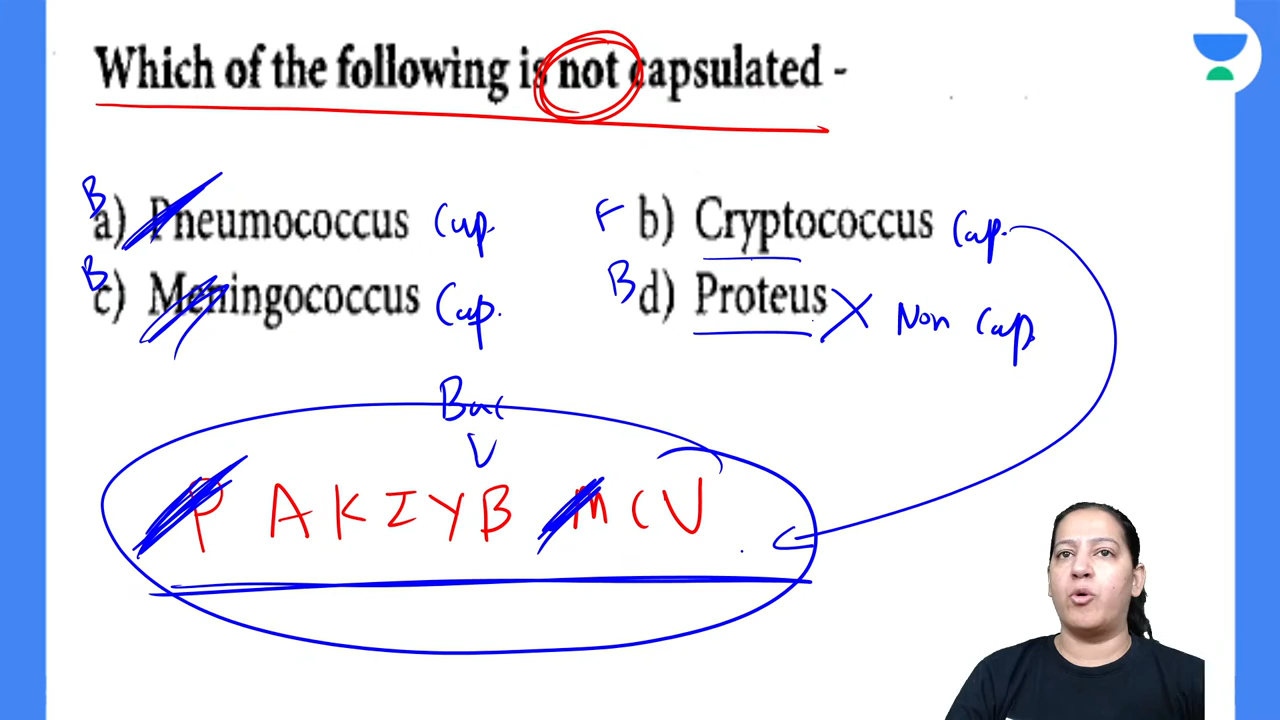 Which of the following is not capsulated -
B a) Pneumococcus Cap. F b) Cryptococcus Cap.
B c) Meningococcus Cap. B d) Proteus X Non Cap.
Bac
P A K I Y B M C V